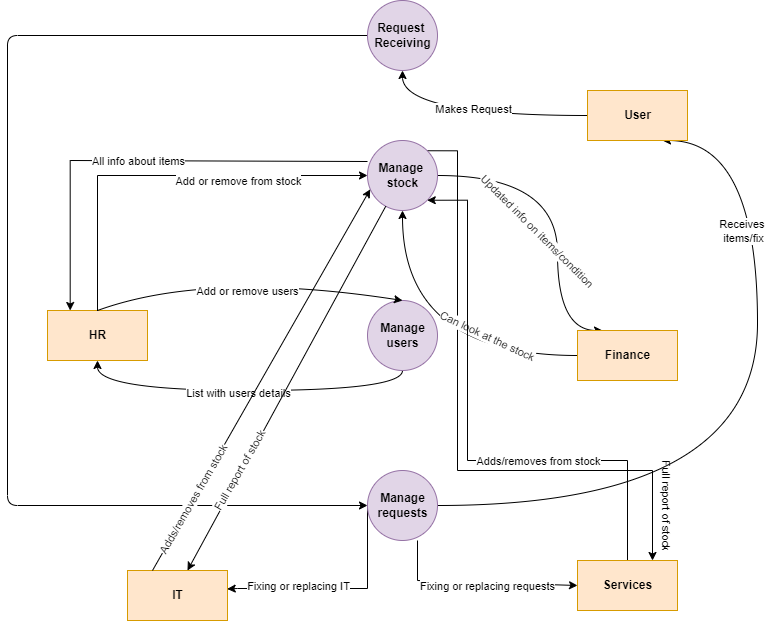 Request
Receiving
Makes Request
User
All info about items
Manage
stock
Add or remove from stock
Updated info on items/condition
Receives
items/fix
Add or remove users
HR
Manage
users
Can look at the stock
Finance
List with users details
Adds/removes from stock
Full report of stock
Adds/removes from stock
Full report of stock
Manage
requests
Fixing or replacing IT
Fixing or replacing requests
IT
Services